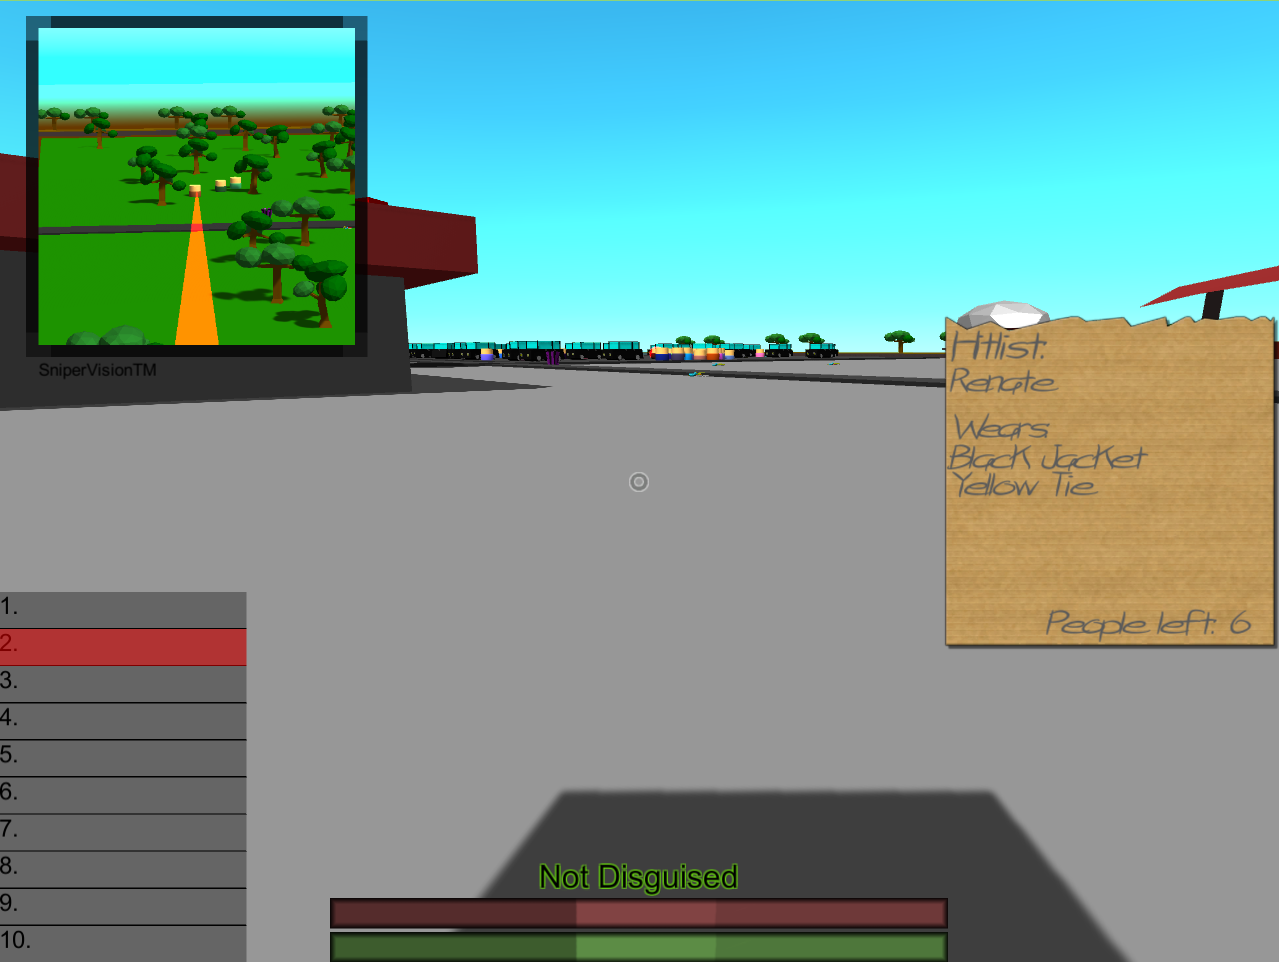 SniperVisionTM
Hitlist:
Renate
Wears:
Black Jacket
Yellow Tie
People left: 6
1.
2.
3.
4.
5.
6.
7.
8.
9.
10.
Not Disguised